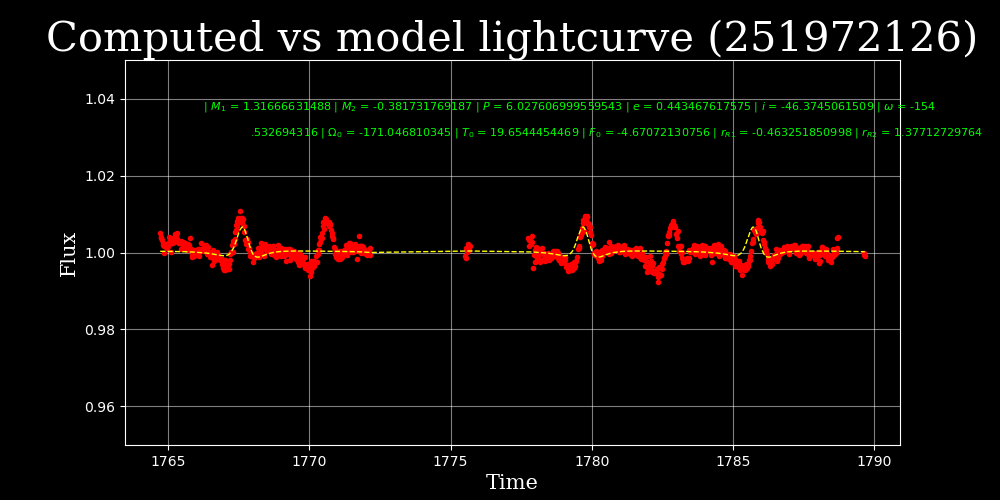 Computed vs model lightcurve (251972126)
| M₁ = 1.31666631488 | M₂ = -0.381731769187 | P = 6.027606999559543 | e = 0.443467617575 | i = -46.3745061509 | ω = -154
.532694316 | Ω₀ = -171.046810345 | T₀ = 19.6544454469 | F₀ = -4.67072130756 | r_R1 = -0.463251850998 | r_R2 = 1.37712729764
1.04
1.02
1.00
0.98
0.96
Flux
1765 1770 1775 1780 1785 1790
Time